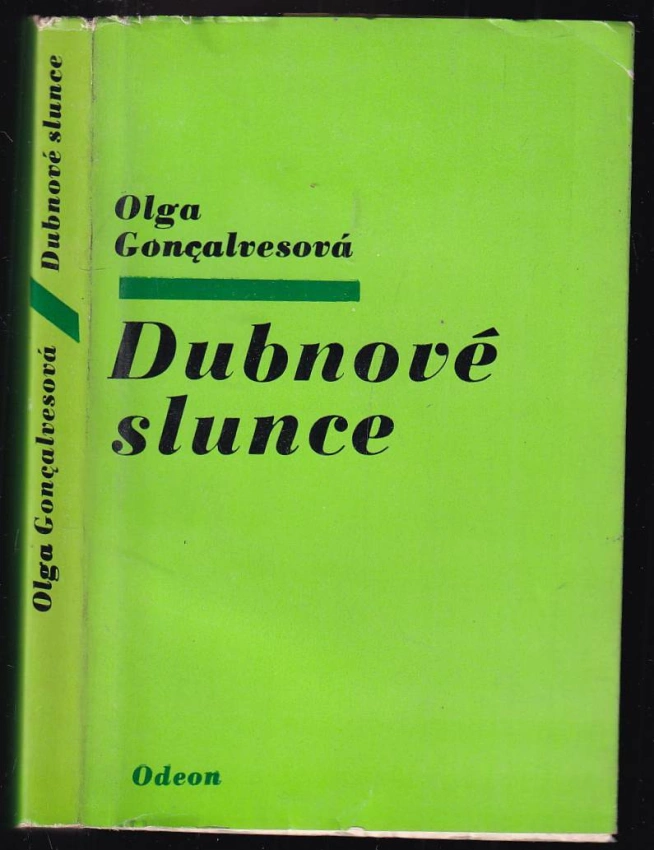 Olga Gonçalvesová / Dubnové slunce
Olga
Gonçalvesová
Dubnové
slunce
Odeon